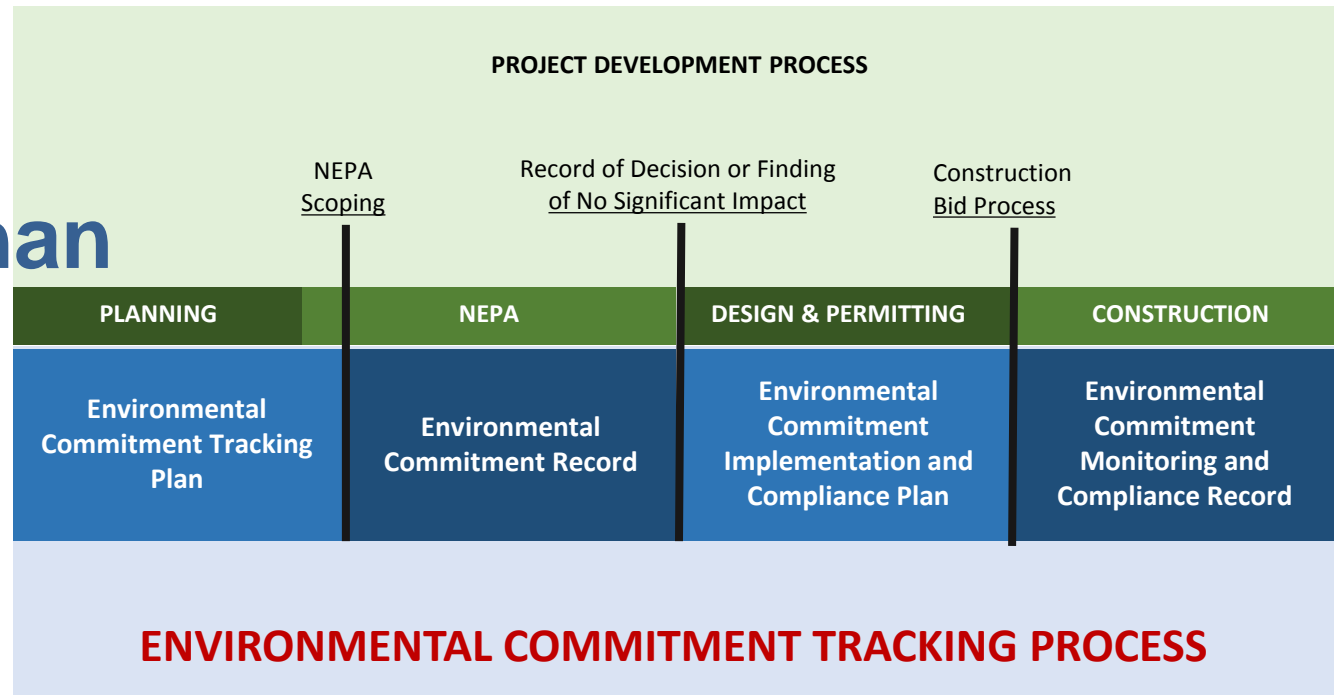 PROJECT DEVELOPMENT PROCESS
NEPA
Scoping
Record of Decision or Finding
of No Significant Impact
Construction
Bid Process
PLANNING
NEPA
DESIGN & PERMITTING
CONSTRUCTION
Environmental
Commitment Tracking
Plan
Environmental
Commitment Record
Environmental
Commitment
Implementation and
Compliance Plan
Environmental
Commitment
Monitoring and
Compliance Record
ENVIRONMENTAL COMMITMENT TRACKING PROCESS